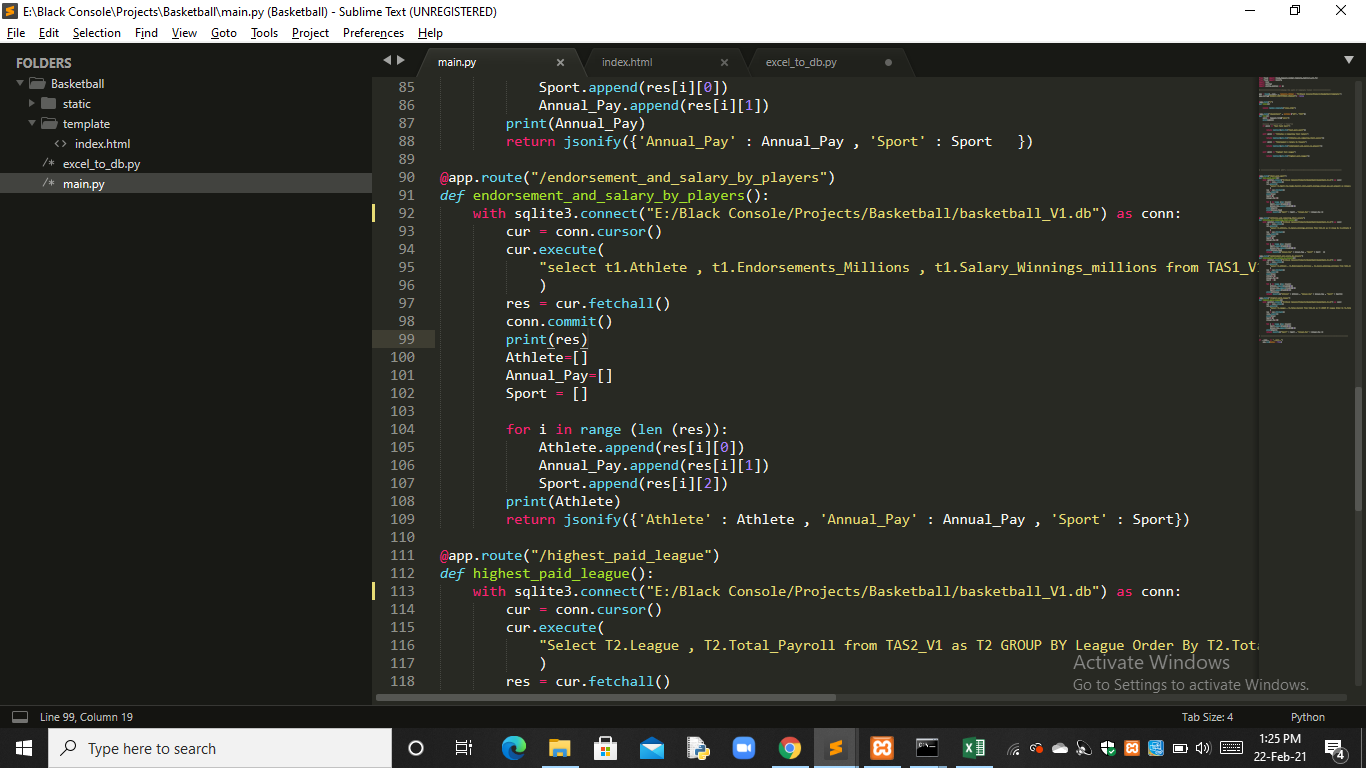 E:\Black Console\Projects\Basketball\main.py (Basketball) - Sublime Text (UNREGISTERED)
File Edit Selection Find View Goto Tools Project Preferences Help
FOLDERS
Basketball
static
template
<> index.html
/* excel_to_db.py
/* main.py
main.py × index.html × excel_to_db.py
85 Sport.append(res[i][0])
86 Annual_Pay.append(res[i][1])
87 print(Annual_Pay)
88 return jsonify({'Annual_Pay' : Annual_Pay , 'Sport' : Sport   })
89
90 @app.route("/endorsement_and_salary_by_players")
91 def endorsement_and_salary_by_players():
92 with sqlite3.connect("E:/Black Console/Projects/Basketball/basketball_V1.db") as conn:
93 cur = conn.cursor()
94 cur.execute(
95 "select t1.Athlete , t1.Endorsements_Millions , t1.Salary_Winnings_millions from TAS1_V
96 )
97 res = cur.fetchall()
98 conn.commit()
99 print(res)
100 Athlete=[]
101 Annual_Pay=[]
102 Sport = []
103
104 for i in range (len (res)):
105 Athlete.append(res[i][0])
106 Annual_Pay.append(res[i][1])
107 Sport.append(res[i][2])
108 print(Athlete)
109 return jsonify({'Athlete' : Athlete , 'Annual_Pay' : Annual_Pay , 'Sport' : Sport})
110
111 @app.route("/highest_paid_league")
112 def highest_paid_league():
113 with sqlite3.connect("E:/Black Console/Projects/Basketball/basketball_V1.db") as conn:
114 cur = conn.cursor()
115 cur.execute(
116 "Select T2.League , T2.Total_Payroll from TAS2_V1 as T2 GROUP BY League Order By T2.Tota
117 )
118 res = cur.fetchall()
Activate Windows
Go to Settings to activate Windows.
Line 99, Column 19
Tab Size: 4
Python
Type here to search
1:25 PM
22-Feb-21
4